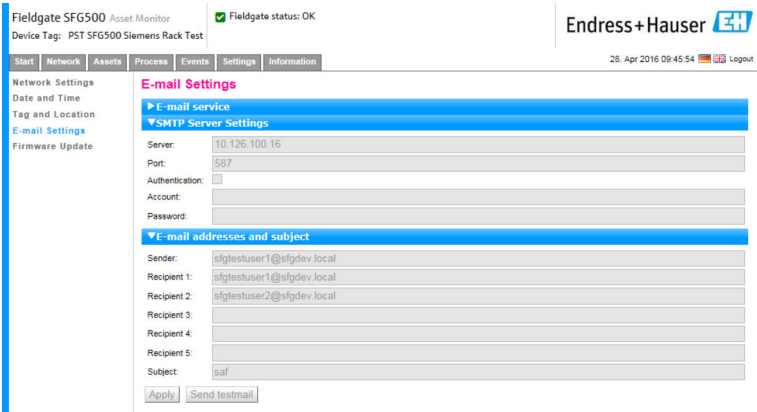 Fieldgate SFG500 Asset Monitor
Fieldgate status: OK
Device Tag: PST SFG500 Siemens Rack Test
Endress+Hauser EH
Start Network Assets Process Events Settings Information
28. Apr 2016 09:45:54 Logout
Network Settings
Date and Time
Tag and Location
E-mail Settings
Firmware Update
E-mail Settings
E-mail service
SMTP Server Settings
Server: 10.126.100.16
Port: 587
Authentication:
Account:
Password:
E-mail addresses and subject
Sender: sfgtestuser1@sfgdev.local
Recipient 1: sfgtestuser1@sfgdev.local
Recipient 2: sfgtestuser2@sfgdev.local
Recipient 3:
Recipient 4:
Recipient 5:
Subject: saf
Apply Send testmail